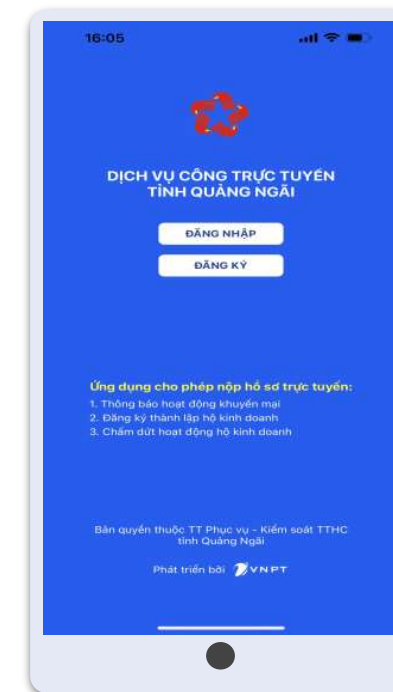 16:05
DỊCH VỤ CÔNG TRỰC TUYẾN
TỈNH QUẢNG NGÃI
ĐĂNG NHẬP
ĐĂNG KÝ
Ứng dụng cho phép nộp hồ sơ trực tuyến:
1. Thông báo hoạt động khuyến mại
2. Đăng ký thành lập hộ kinh doanh
3. Chấm dứt hoạt động hộ kinh doanh
Bản quyền thuộc TT Phục vụ - Kiểm soát TTHC
tỉnh Quảng Ngãi
Phát triển bởi VNPT